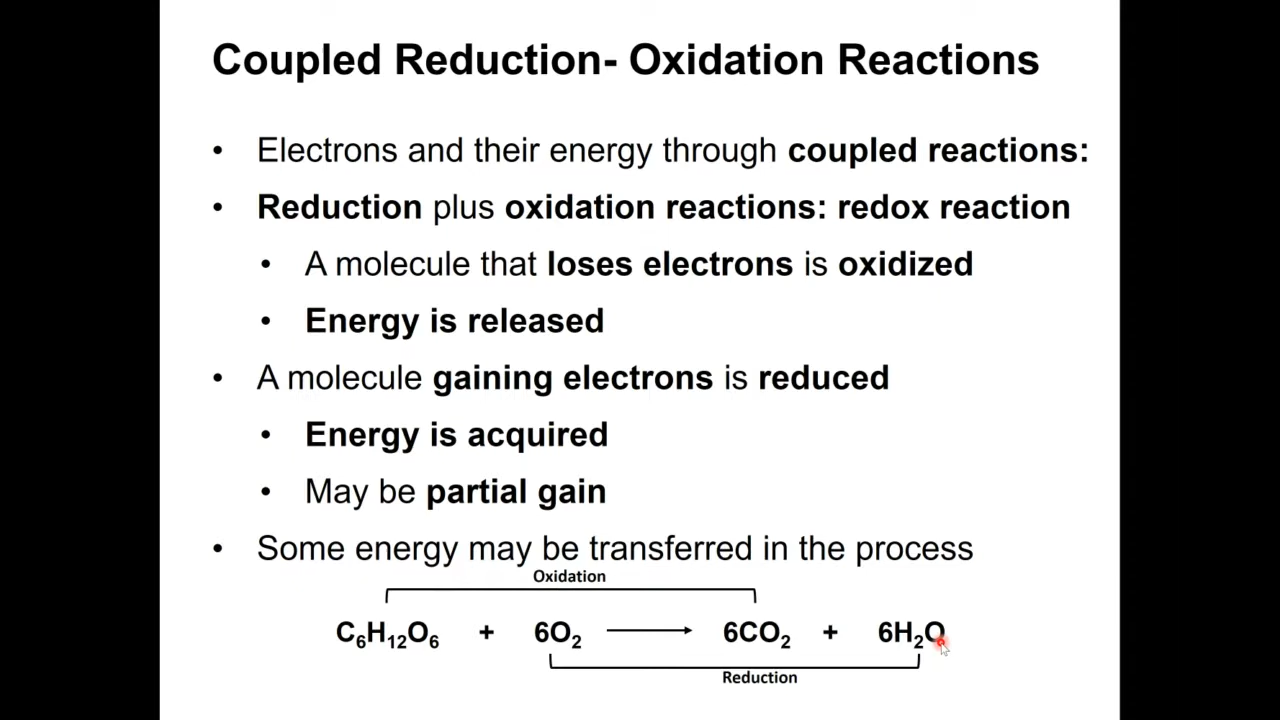 Coupled Reduction- Oxidation Reactions
• Electrons and their energy through coupled reactions:
• Reduction plus oxidation reactions: redox reaction
• A molecule that loses electrons is oxidized
• Energy is released
• A molecule gaining electrons is reduced
• Energy is acquired
• May be partial gain
• Some energy may be transferred in the process
Oxidation
C₆H₁₂O₆ + 6O₂ → 6CO₂ + 6H₂O
Reduction